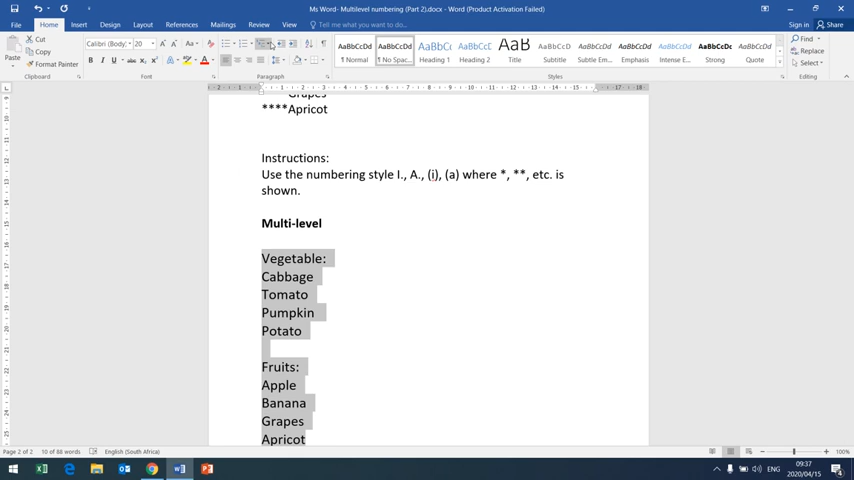 Ms Word- Multilevel numbering (Part 2).docx - Word (Product Activation Failed)
File Home Insert Design Layout References Mailings Review View Tell me what you want to do... Sign in Share
Cut
Copy
Format Painter
Paste
Clipboard
Calibri (Body) 20
Font
Paragraph
AaBbCcDd AaBbCcDd AaBbCc AaBbCcD AaB AaBbCcD AaBbCcDd AaBbCcDd AaBbCcDd AaBbCcDd AaBbCcDd
¶ Normal ¶ No Spac... Heading 1 Heading 2 Title Subtitle Subtle Em... Emphasis Intense E... Strong Quote
Styles
Find
Replace
Select
Editing
Grapes
****Apricot
Instructions:
Use the numbering style I., A., (i), (a) where *, **, etc. is
shown.
Multi-level
Vegetable:
Cabbage
Tomato
Pumpkin
Potato
Fruits:
Apple
Banana
Grapes
Apricot
Page 2 of 2 10 of 88 words English (South Africa) 100%
ENG
09:37
2020/04/15